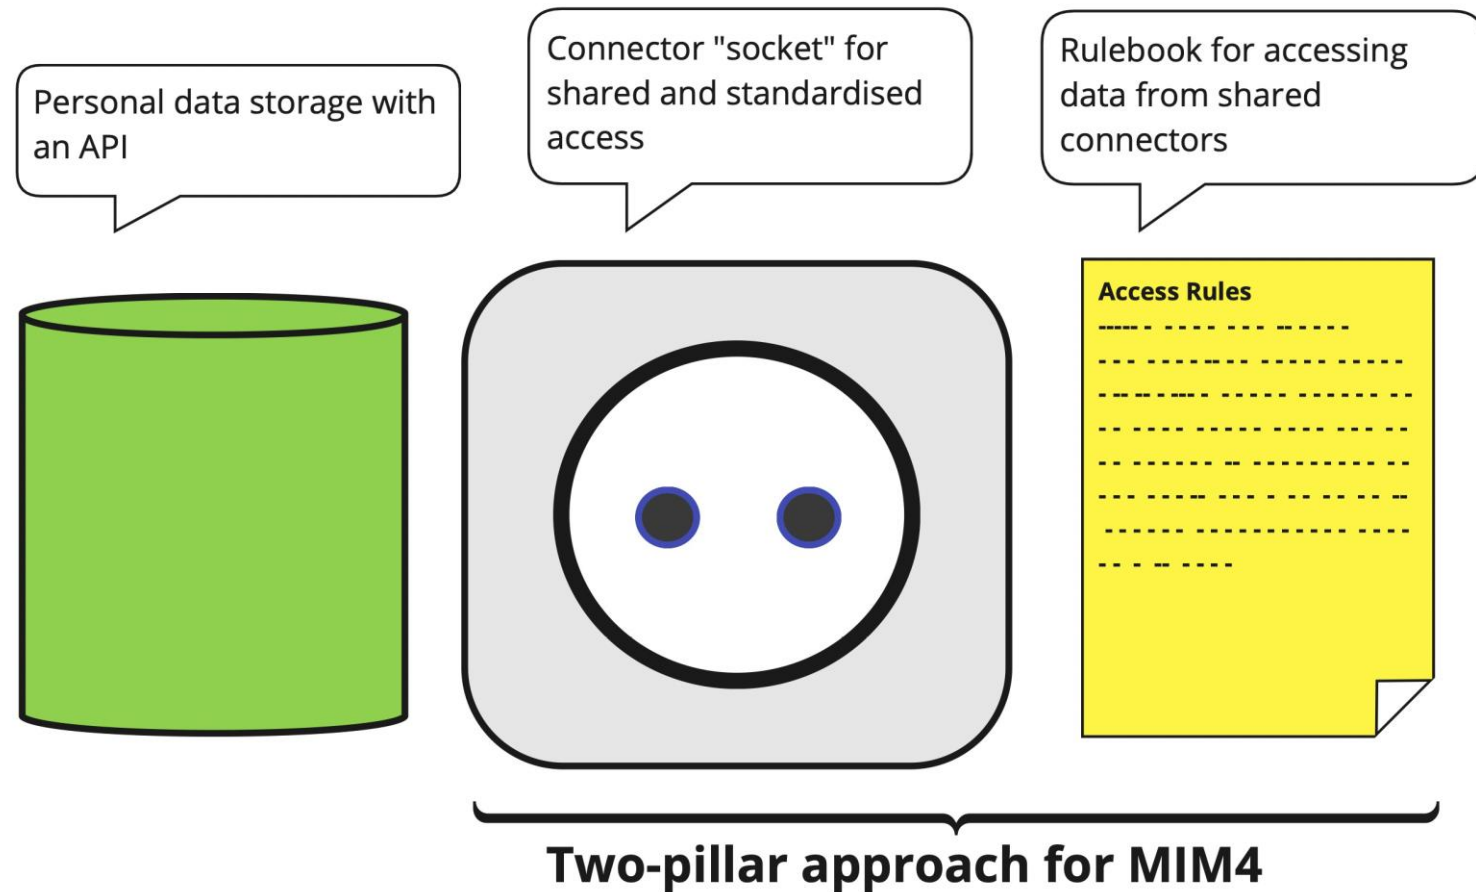 Personal data storage with
an API
Connector "socket" for
shared and standardised
access
Rulebook for accessing
data from shared
connectors
Access Rules
Two-pillar approach for MIM4